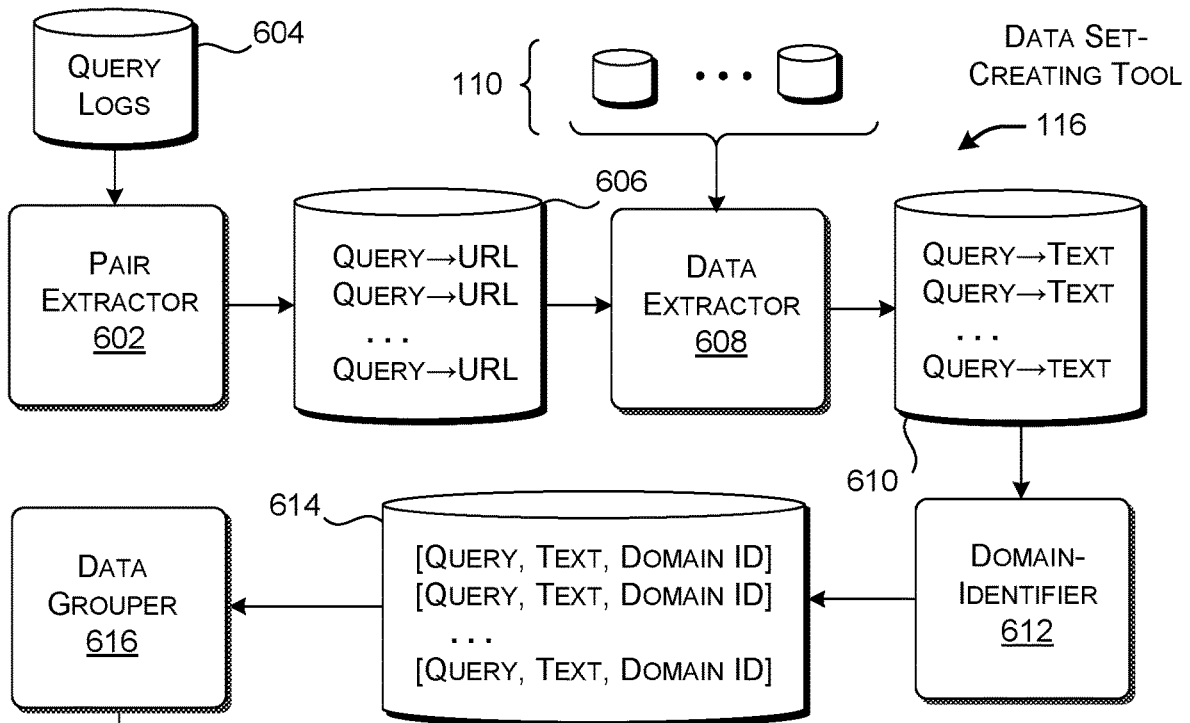 604
QUERY
LOGS
110
...
DATA SET-
CREATING TOOL
116
PAIR
EXTRACTOR
602
606
QUERY→URL
QUERY→URL
...
QUERY→URL
DATA
EXTRACTOR
608
QUERY→TEXT
QUERY→TEXT
...
QUERY→TEXT
610
DATA
GROUPER
616
614
[QUERY, TEXT, DOMAIN ID]
[QUERY, TEXT, DOMAIN ID]
...
[QUERY, TEXT, DOMAIN ID]
DOMAIN-
IDENTIFIER
612